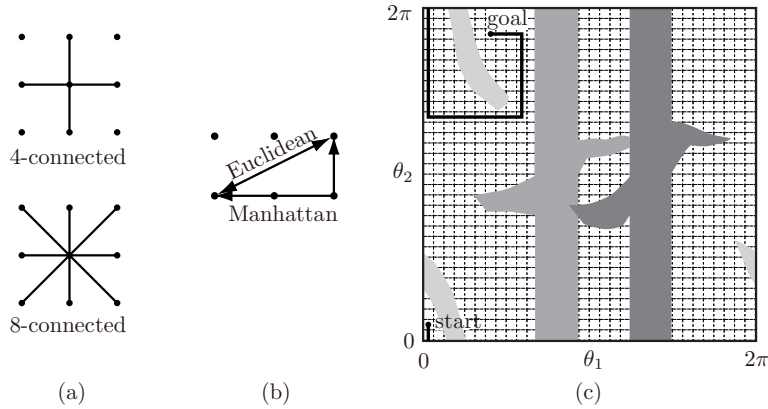 4-connected
8-connected
(a)
Euclidean
Manhattan
(b)
2π
goal
θ2
start
0
0
θ1
2π
(c)